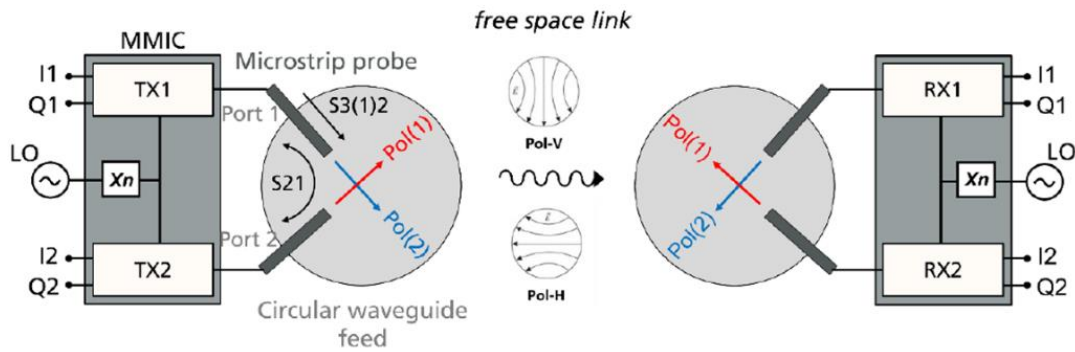 free space link
MMIC
Microstrip probe
I1
Q1
TX1
Port 1
S3(1)2
Pol(1)
Pol(2)
S21
LO
Xn
Port 2
I2
Q2
TX2
Circular waveguide
feed
E
Pol-V
E
Pol-H
Pol(1)
Pol(2)
RX1
I1
Q1
LO
Xn
RX2
I2
Q2